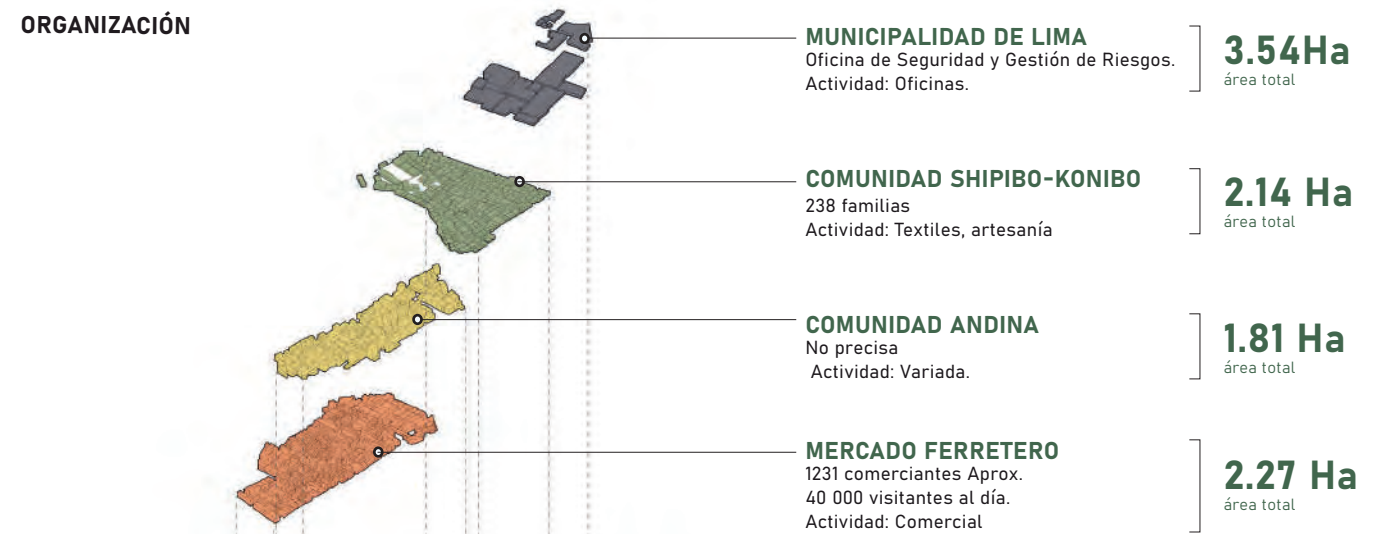 ORGANIZACIÓN
MUNICIPALIDAD DE LIMA
Oficina de Seguridad y Gestión de Riesgos.
Actividad: Oficinas.
3.54Ha
área total
COMUNIDAD SHIPIBO-KONIBO
238 familias
Actividad: Textiles, artesanía
2.14 Ha
área total
COMUNIDAD ANDINA
No precisa
Actividad: Variada.
1.81 Ha
área total
MERCADO FERRETERO
1231 comerciantes Aprox.
40 000 visitantes al día.
Actividad: Comercial
2.27 Ha
área total